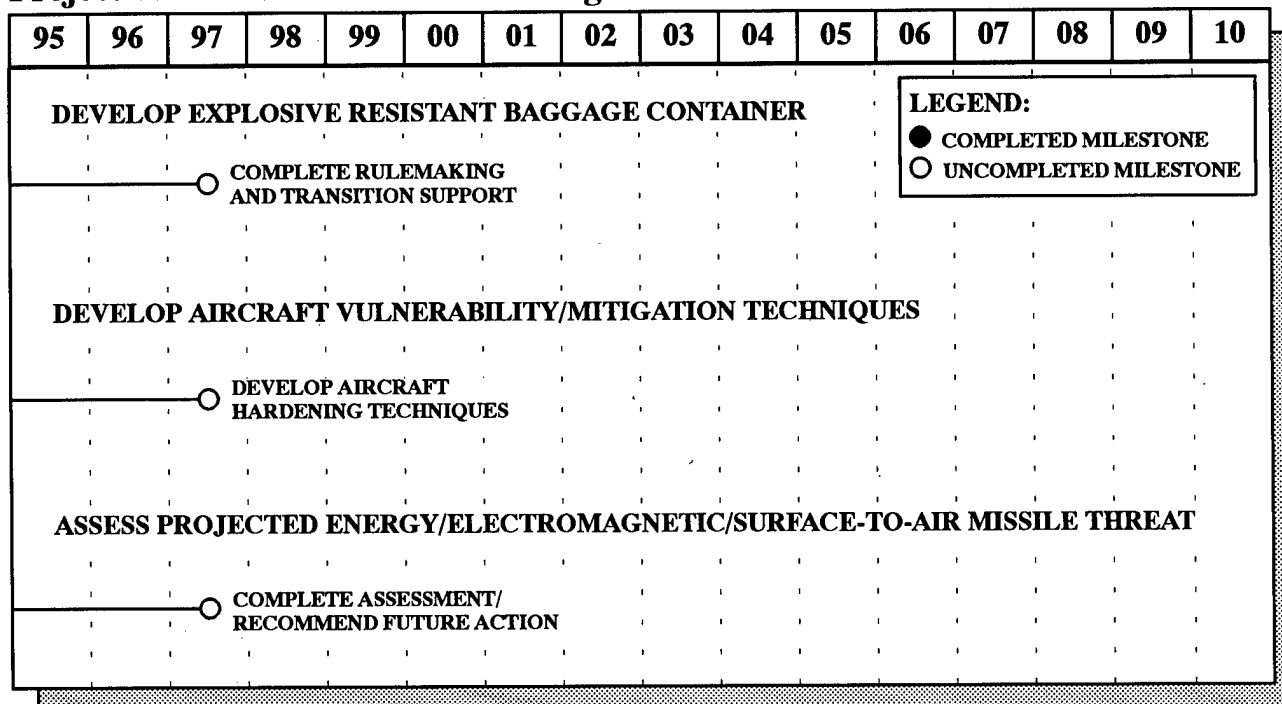 95 96 97 98 99 00 01 02 03 04 05 06 07 08 09 10
DEVELOP EXPLOSIVE RESISTANT BAGGAGE CONTAINER
LEGEND:
COMPLETED MILESTONE
UNCOMPLETED MILESTONE
COMPLETE RULEMAKING
AND TRANSITION SUPPORT
DEVELOP AIRCRAFT VULNERABILITY/MITIGATION TECHNIQUES
DEVELOP AIRCRAFT
HARDENING TECHNIQUES
ASSESS PROJECTED ENERGY/ELECTROMAGNETIC/SURFACE-TO-AIR MISSILE THREAT
COMPLETE ASSESSMENT/
RECOMMEND FUTURE ACTION